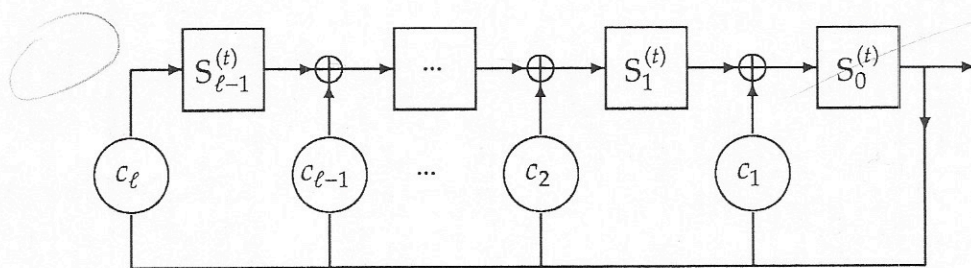 S_{ℓ−1}^{(t)} ... S_1^{(t)} S_0^{(t)}
c_ℓ c_{ℓ−1} ... c_2 c_1